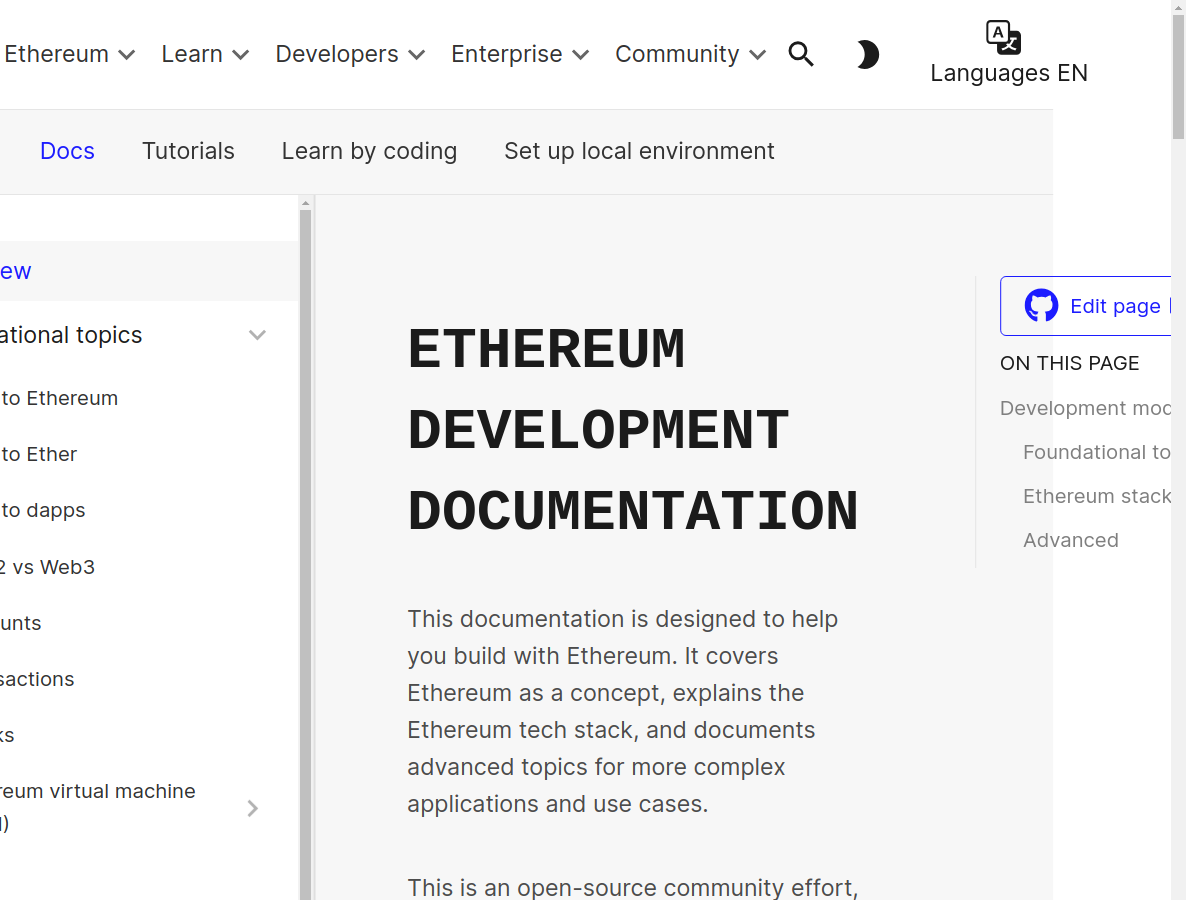 Ethereum Learn Developers Enterprise Community
Languages EN
Docs Tutorials Learn by coding Set up local environment
ew
ational topics
to Ethereum
to Ether
to dapps
2 vs Web3
unts
sactions
ks
reum virtual machine
)
ETHEREUM
DEVELOPMENT
DOCUMENTATION
This documentation is designed to help
you build with Ethereum. It covers
Ethereum as a concept, explains the
Ethereum tech stack, and documents
advanced topics for more complex
applications and use cases.
This is an open-source community effort,
Edit page
ON THIS PAGE
Development mod
Foundational to
Ethereum stack
Advanced